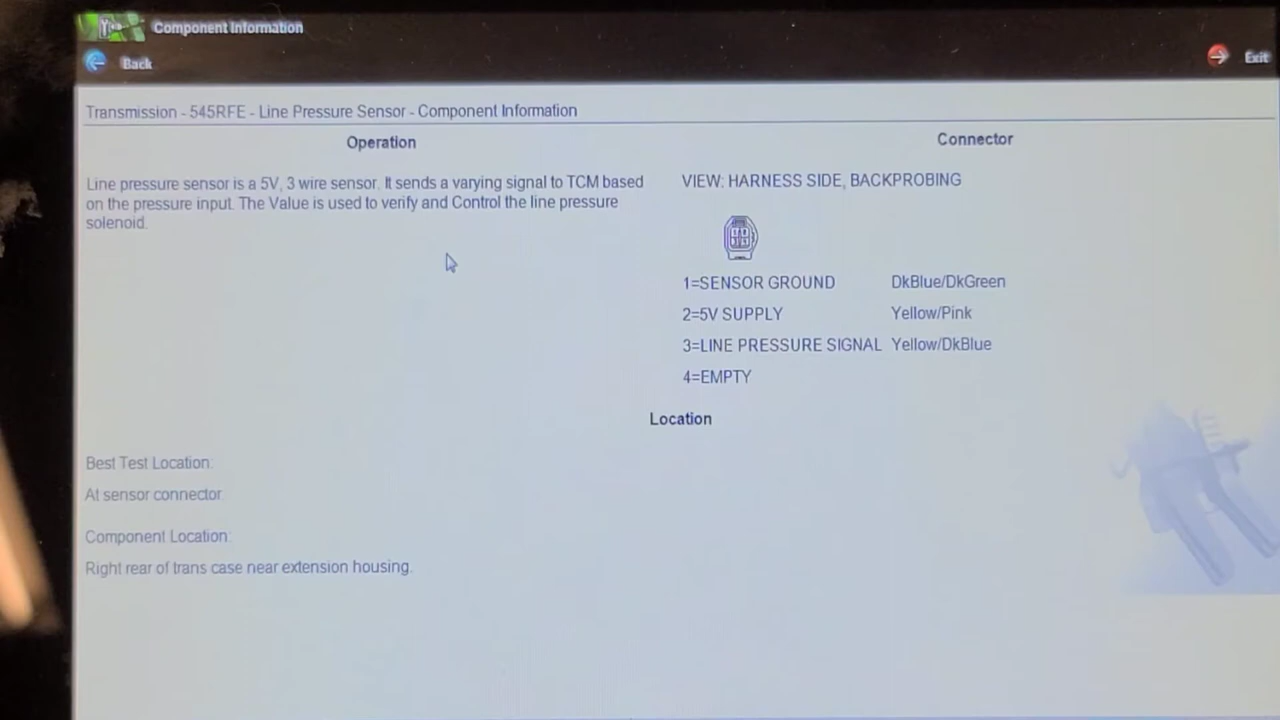 Component Information
Back
Exit
Transmission - 545RFE - Line Pressure Sensor - Component Information
Operation
Line pressure sensor is a 5V, 3 wire sensor. It sends a varying signal to TCM based
on the pressure input. The Value is used to verify and Control the line pressure
solenoid.
Connector
VIEW: HARNESS SIDE, BACKPROBING
1=SENSOR GROUND DkBlue/DkGreen
2=5V SUPPLY Yellow/Pink
3=LINE PRESSURE SIGNAL Yellow/DkBlue
4=EMPTY
Location
Best Test Location:
At sensor connector.
Component Location:
Right rear of trans case near extension housing.